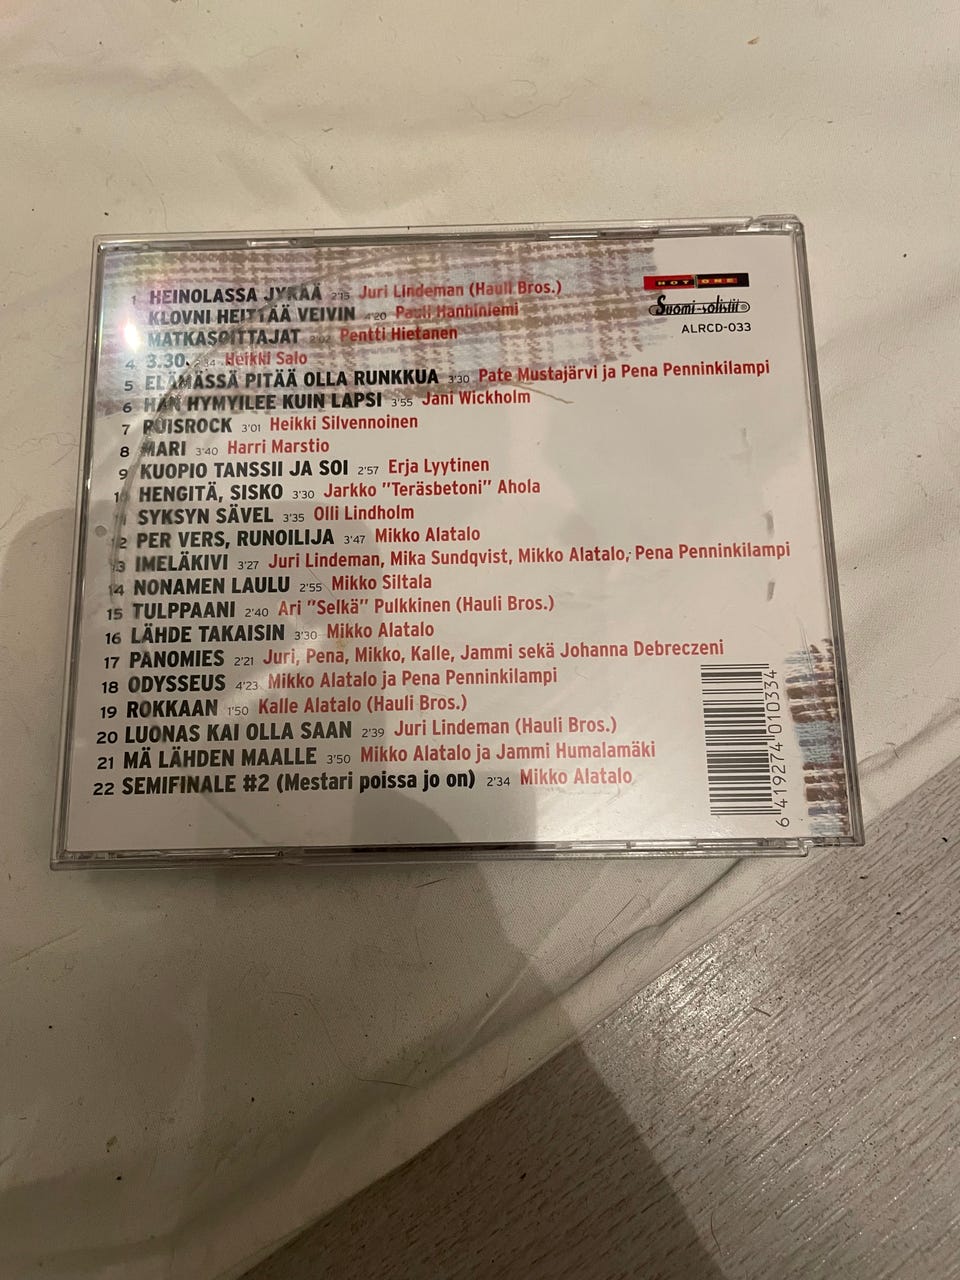 1 HEINOLASSA JYRÄÄ 2'15 Juri Lindeman (Hauli Bros.)
KLOVNI HEITTÄÄ VEIVIN 4'20 Pauli Hanhiniemi
MATKASOITTAJAT 2'02 Pentti Hietanen
4 3.30. Heikki Salo
5 ELÄMÄSSÄ PITÄÄ OLLA RUNKKUA 3'30 Pate Mustajärvi ja Pena Penninkilampi
6 HÄN HYMYILEE KUIN LAPSI 3'55 Jani Wickholm
7 RUISROCK 3'01 Heikki Silvennoinen
8 MARI 3'40 Harri Marstio
9 KUOPIO TANSSII JA SOI 2'57 Erja Lyytinen
10 HENGITÄ, SISKO 3'30 Jarkko "Teräsbetoni" Ahola
11 SYKSYN SÄVEL 3'35 Olli Lindholm
12 PER VERS, RUNOILIJA 3'47 Mikko Alatalo
13 IMELÄKIVI 3'27 Juri Lindeman, Mika Sundqvist, Mikko Alatalo, Pena Penninkilampi
14 NONAMEN LAULU 2'55 Mikko Siltala
15 TULPPAANI 2'40 Ari "Selkä" Pulkkinen (Hauli Bros.)
16 LÄHDE TAKAISIN 3'30 Mikko Alatalo
17 PANOMIES 2'21 Juri, Pena, Mikko, Kalle, Jammi sekä Johanna Debreczeni
18 ODYSSEUS 4'23 Mikko Alatalo ja Pena Penninkilampi
19 ROKKAAN 1'50 Kalle Alatalo (Hauli Bros.)
20 LUONAS KAI OLLA SAAN 2'39 Juri Lindeman (Hauli Bros.)
21 MÄ LÄHDEN MAALLE 3'50 Mikko Alatalo ja Jammi Humalamäki
22 SEMIFINALE #2 (Mestari poissa jo on) 2'34 Mikko Alatalo
HOT ONE
Suomi-solistit ®
ALRCD-033
6 419274 010334